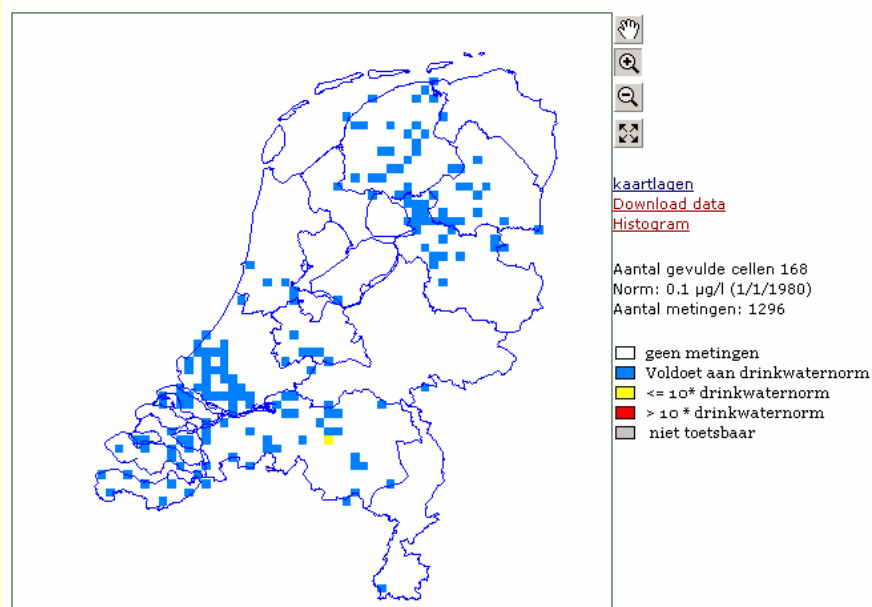 kaartlagen
Download data
Histogram
Aantal gevulde cellen 168
Norm: 0.1 µg/l (1/1/1980)
Aantal metingen: 1296
geen metingen
Voldoet aan drinkwaternorm
<= 10* drinkwaternorm
> 10 * drinkwaternorm
niet toetsbaar